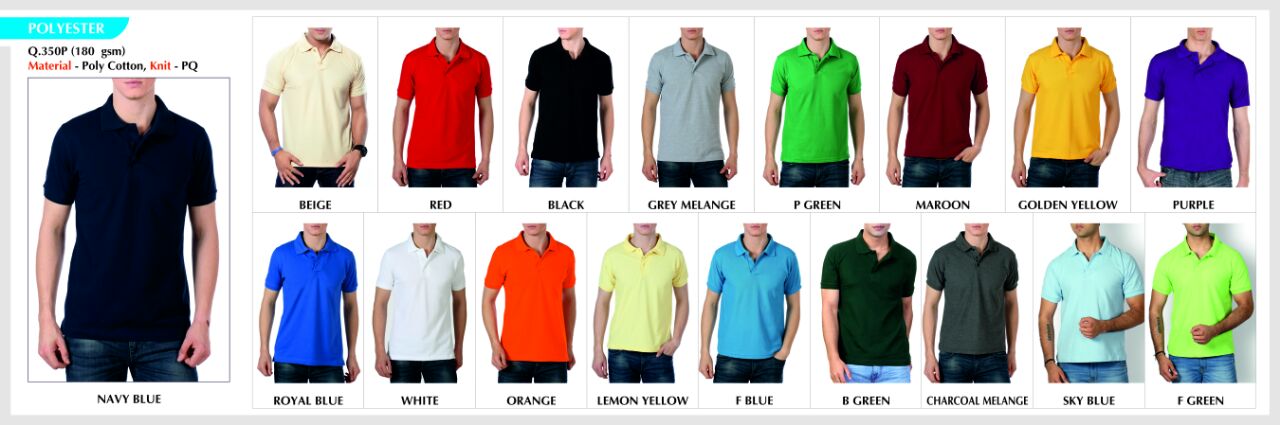 POLYESTER
Q.350P (180 gsm)
Material - Poly Cotton, Knit - PQ
NAVY BLUE
BEIGE
RED
BLACK
GREY MELANGE
P GREEN
MAROON
GOLDEN YELLOW
PURPLE
ROYAL BLUE
WHITE
ORANGE
LEMON YELLOW
F BLUE
B GREEN
CHARCOAL MELANGE
SKY BLUE
F GREEN